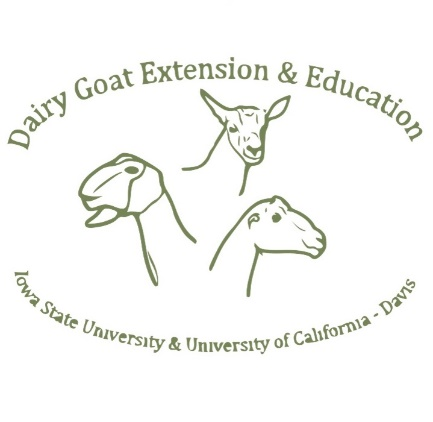 Dairy Goat Extension & Education
Iowa State University & University of California - Davis